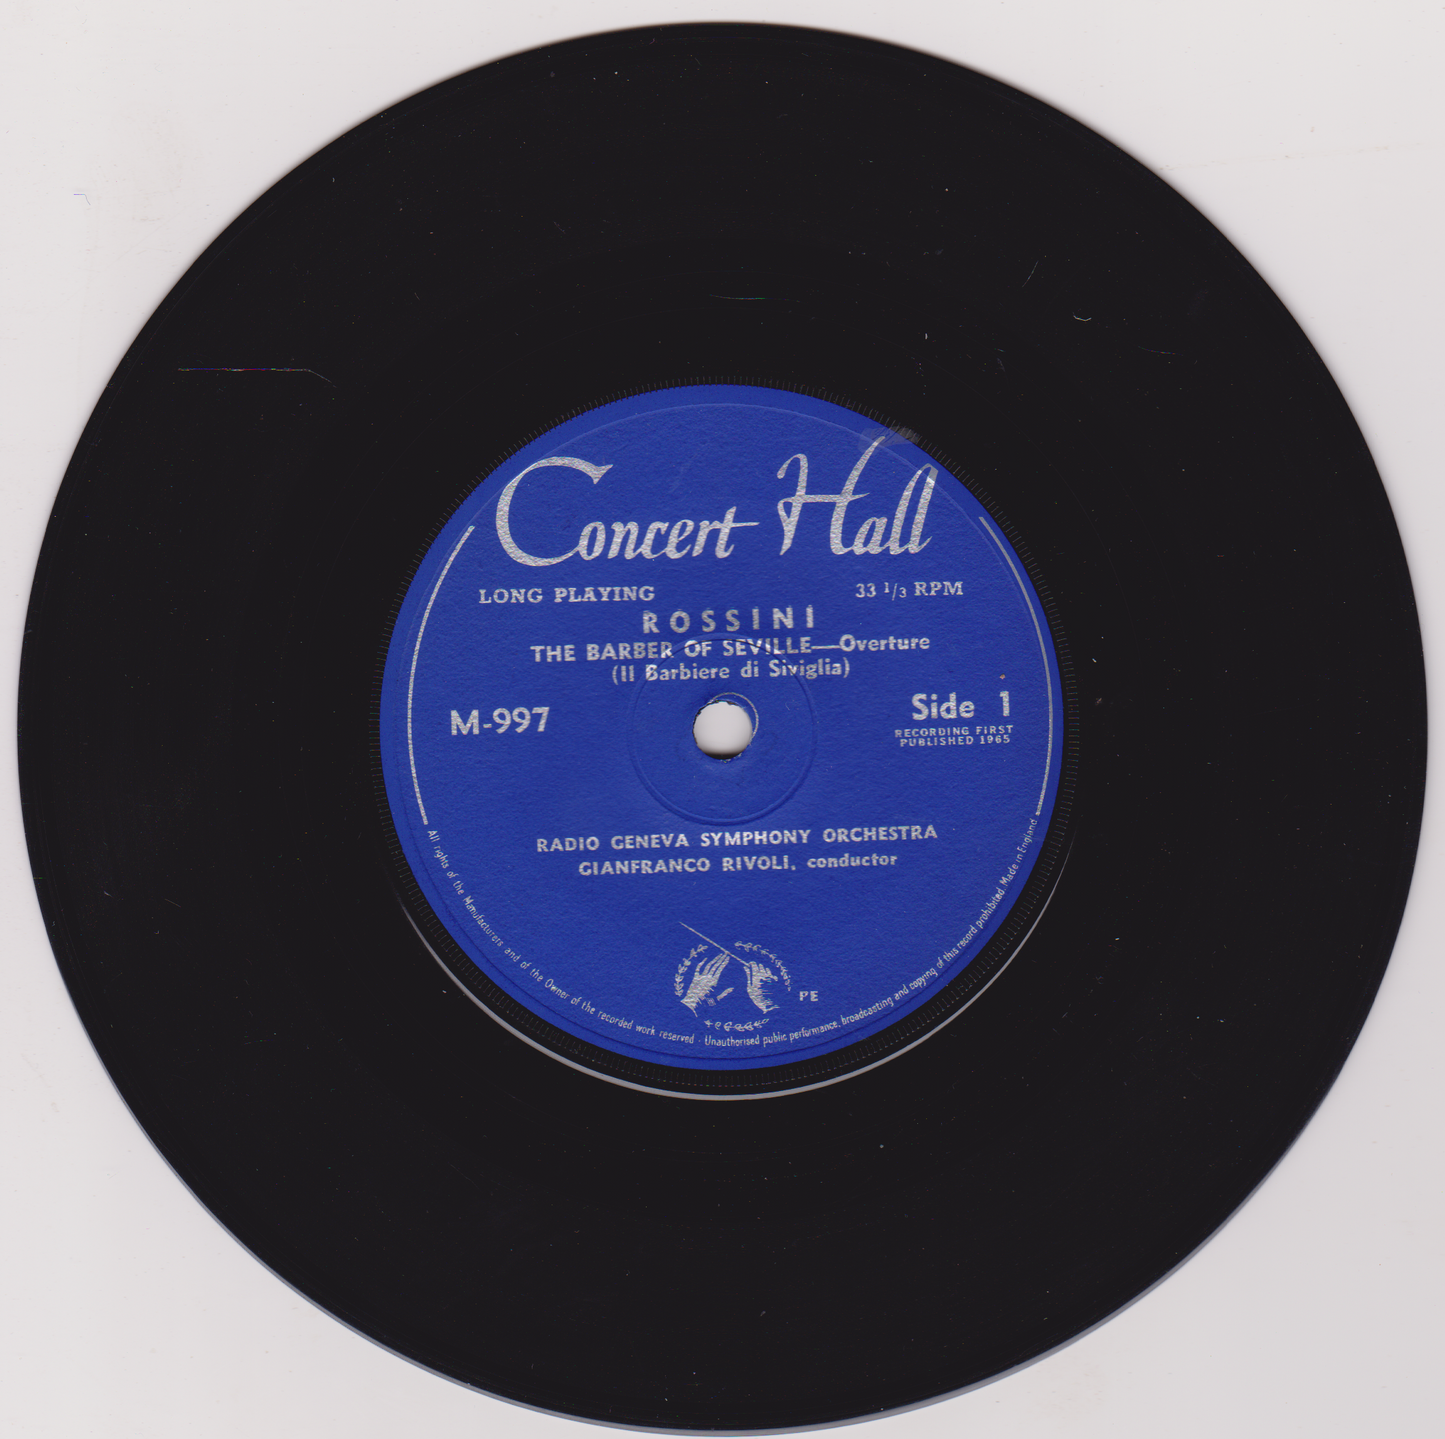 Concert Hall
LONG PLAYING 33 1/3 RPM
ROSSINI
THE BARBER OF SEVILLE—Overture
(Il Barbiere di Siviglia)
M-997
Side 1
RECORDING FIRST
PUBLISHED 1965
RADIO GENEVA SYMPHONY ORCHESTRA
GIANFRANCO RIVOLI, conductor
PE
All rights of the Manufacturers and of the Owner of the recorded work reserved · Unauthorised public performance, broadcasting and copying of this record prohibited. Made in England